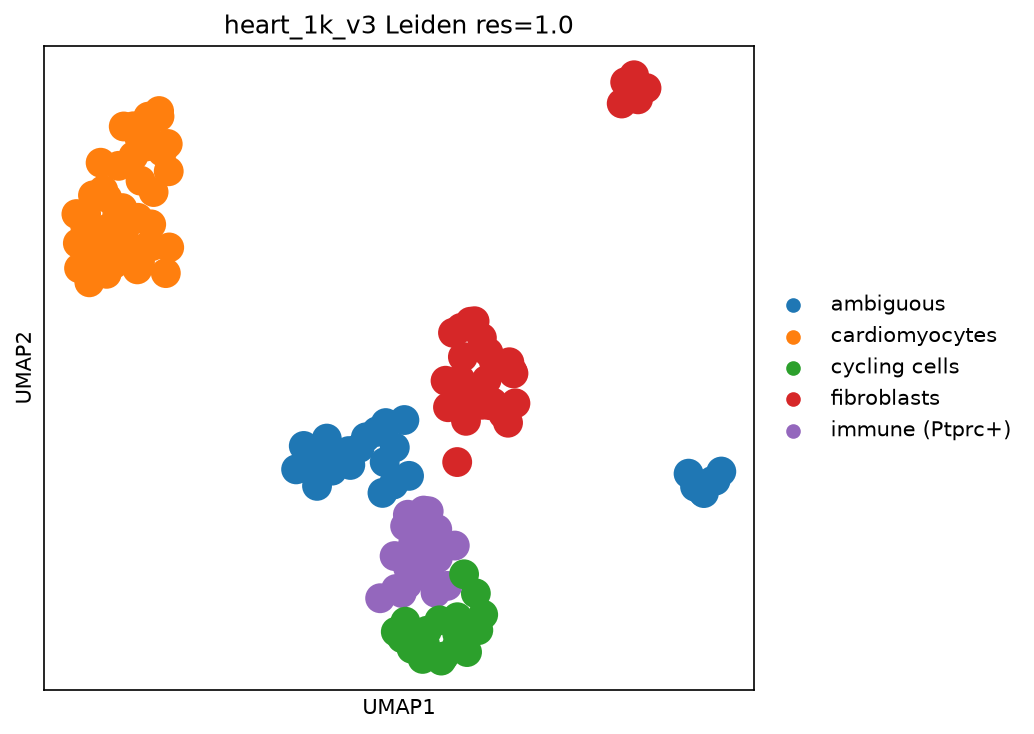 heart_1k_v3 Leiden res=1.0
UMAP2
UMAP1
ambiguous
cardiomyocytes
cycling cells
fibroblasts
immune (Ptprc+)